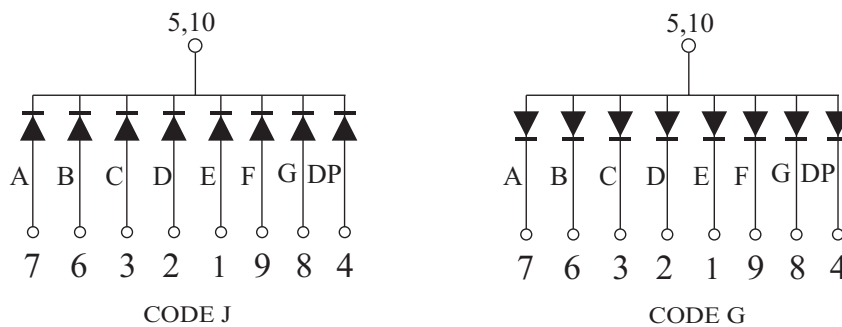 5,10 5,10
A B C D E F G DP A B C D E F G DP
7 6 3 2 1 9 8 4 7 6 3 2 1 9 8 4
CODE J CODE G